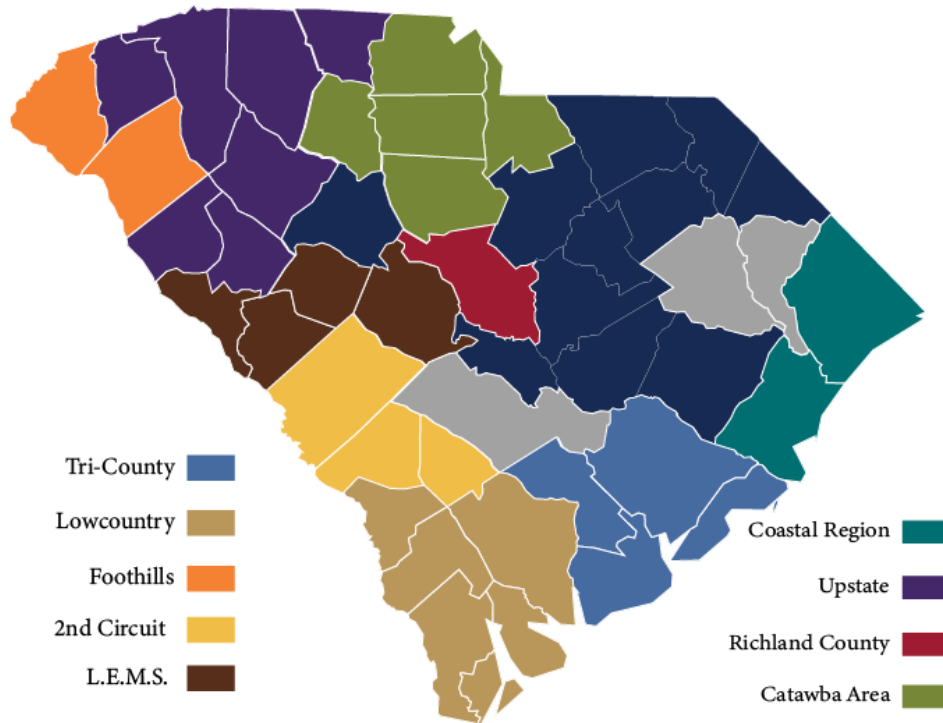 Tri-County
Lowcountry
Foothills
2nd Circuit
L.E.M.S.
Coastal Region
Upstate
Richland County
Catawba Area